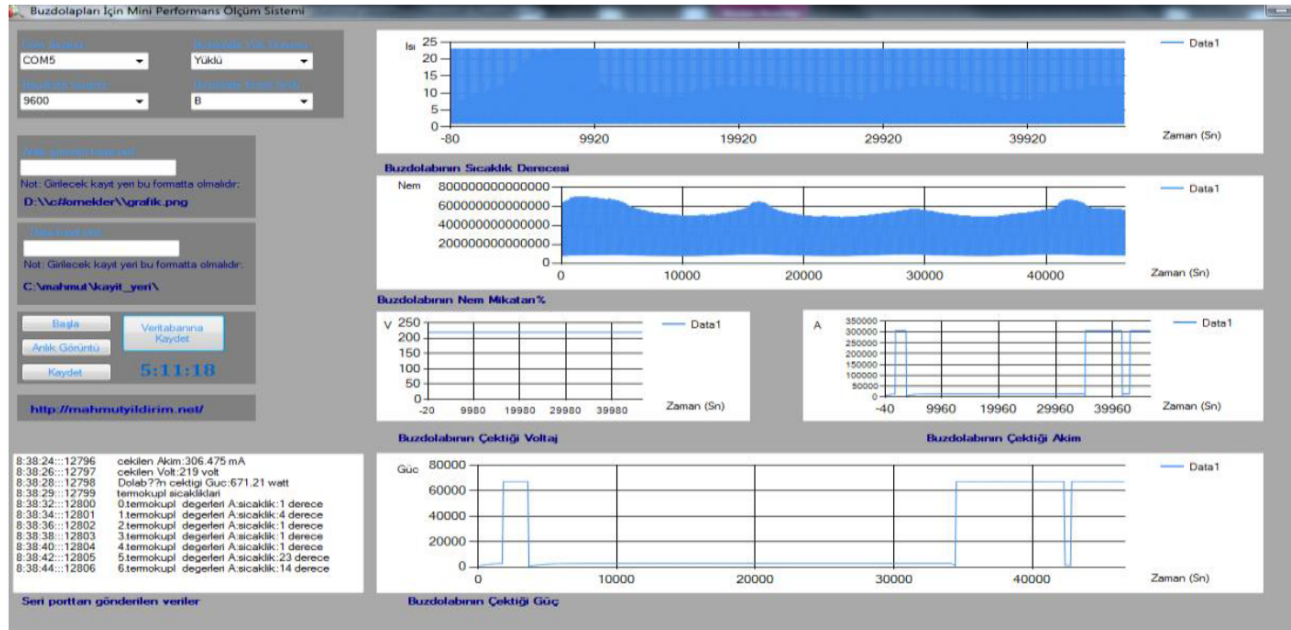 Buzdolapları İçin Mini Performans Ölçüm Sistemi
COM5
Yüklü
9600
B
Not: Girilecek kayıt yeri bu formatta olmalıdır:
D:\\c#ornekler\\grafik.png
Not: Girilecek kayıt yeri bu formatta olmalıdır:
C:\mahmut\kayit_yeri\
Başla
Anlık Görüntü
Kaydet
Veritabanına
Kaydet
5:11:18
http://mahmutyildirim.net/
8:38:24:::12796 cekilen Akim:306.475 mA
8:38:26:::12797 cekilen Volt:219 volt
8:38:28:::12798 Dolab??n cektigi Guc:671.21 watt
8:38:29:::12799 termokupl sicakliklari
8:38:32:::12800 0.termokupl degerleri A:sicaklik:1 derece
8:38:34:::12801 1.termokupl degerleri A:sicaklik:4 derece
8:38:36:::12802 2.termokupl degerleri A:sicaklik:1 derece
8:38:38:::12803 3.termokupl degerleri A:sicaklik:1 derece
8:38:40:::12804 4.termokupl degerleri A:sicaklik:1 derece
8:38:42:::12805 5.termokupl degerleri A:sicaklik:23 derece
8:38:44:::12806 6.termokupl degerleri A:sicaklik:14 derece
Seri porttan gönderilen veriler
Isı
25
20
15
10
5
0
-80 9920 19920 29920 39920
Zaman (Sn)
Data1
Buzdolabının Sıcaklık Derecesi
Nem
800000000000000
600000000000000
400000000000000
200000000000000
0
0 10000 20000 30000 40000
Zaman (Sn)
Data1
Buzdolabının Nem Mikatarı%
V
250
200
150
100
50
0
-20 9980 19980 29980 39980
Zaman (Sn)
Data1
Buzdolabının Çektiği Voltaj
A
350000
300000
250000
200000
150000
100000
50000
0
-40 9960 19960 29960 39960
Zaman (Sn)
Data1
Buzdolabının Çektiği Akim
Güc
80000
60000
40000
20000
0
0 10000 20000 30000 40000
Zaman (Sn)
Data1
Buzdolabının Çektiği Güç